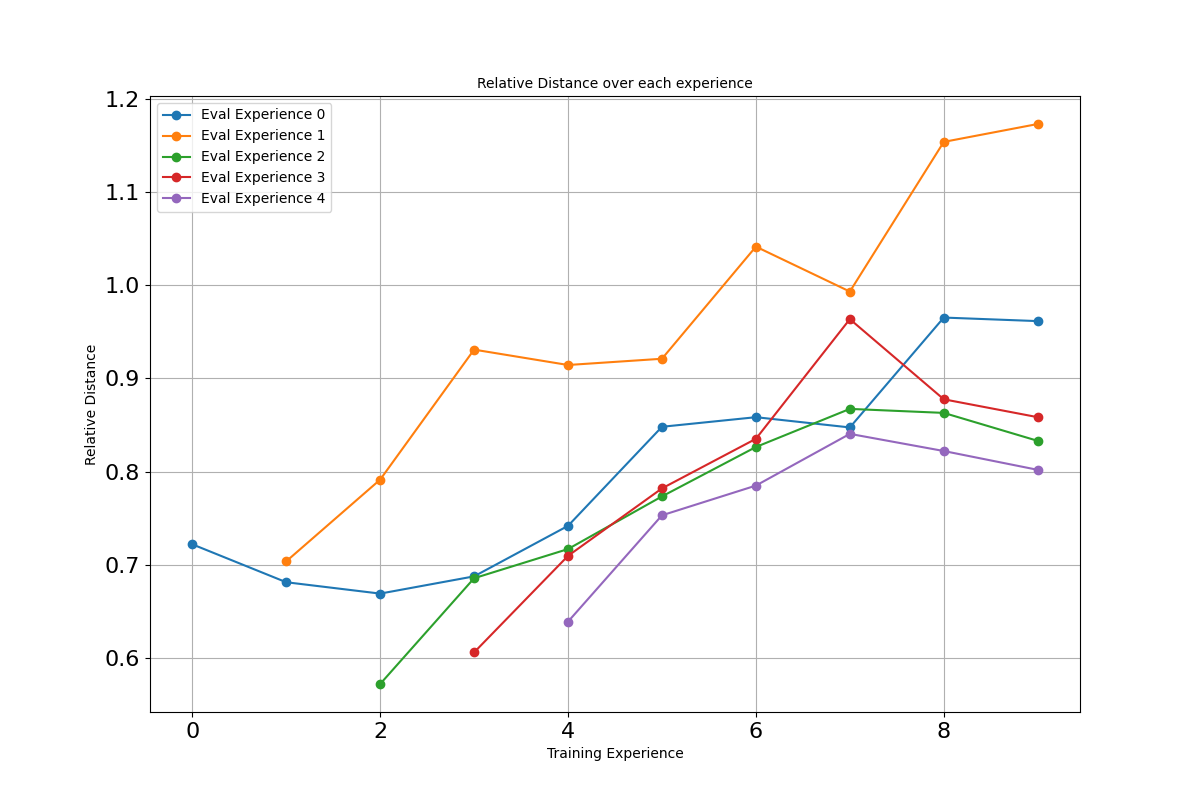 Relative Distance over each experience
1.2
1.1
1.0
0.9
0.8
0.7
0.6
Relative Distance
Eval Experience 0
Eval Experience 1
Eval Experience 2
Eval Experience 3
Eval Experience 4
0 2 4 6 8
Training Experience